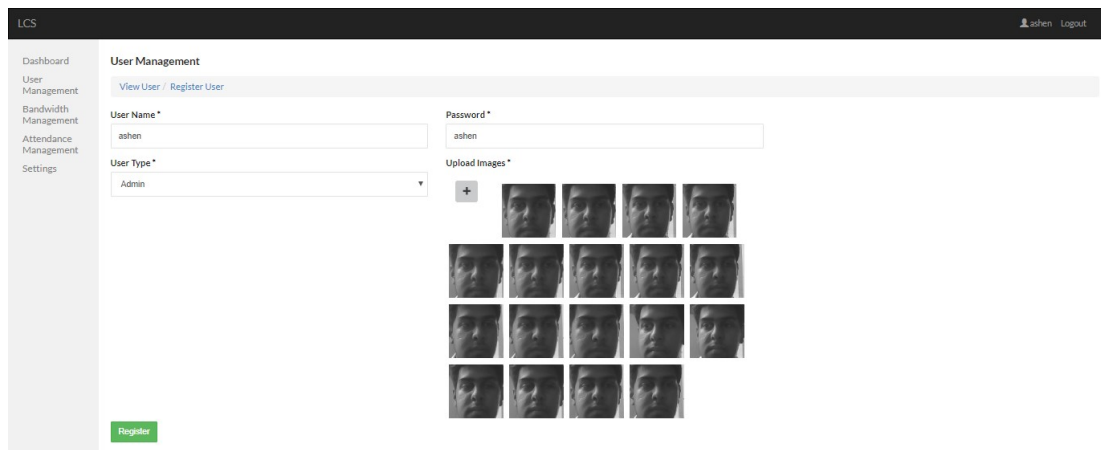 LCS
ashen Logout
Dashboard
User
Management
Bandwidth
Management
Attendance
Management
Settings
User Management
View User / Register User
User Name *
Password *
ashen
ashen
User Type *
Upload Images *
Admin
+
Register